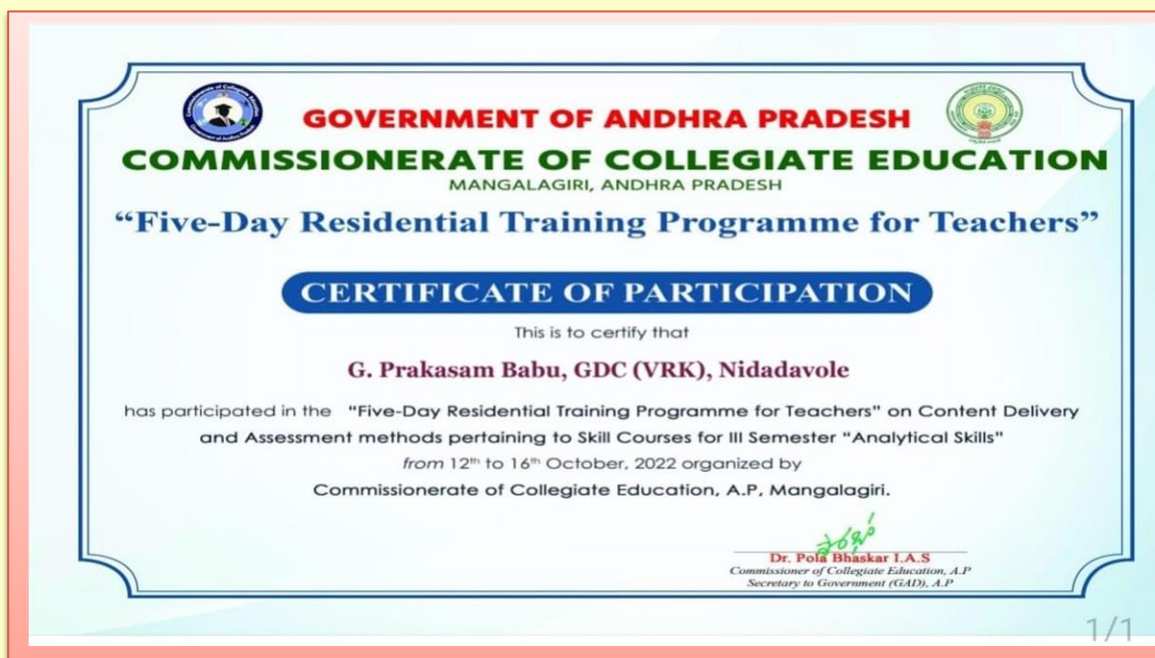 GOVERNMENT OF ANDHRA PRADESH
COMMISSIONERATE OF COLLEGIATE EDUCATION
MANGALAGIRI, ANDHRA PRADESH
“Five-Day Residential Training Programme for Teachers”
CERTIFICATE OF PARTICIPATION
This is to certify that
G. Prakasam Babu, GDC (VRK), Nidadavole
has participated in the "Five-Day Residential Training Programme for Teachers" on Content Delivery
and Assessment methods pertaining to Skill Courses for III Semester "Analytical Skills"
from 12th to 16th October, 2022 organized by
Commissionerate of Collegiate Education, A.P, Mangalagiri.
Dr. Pola Bhaskar I.A.S
Commissioner of Collegiate Education, A.P
Secretary to Government (GAD), A.P
1/1